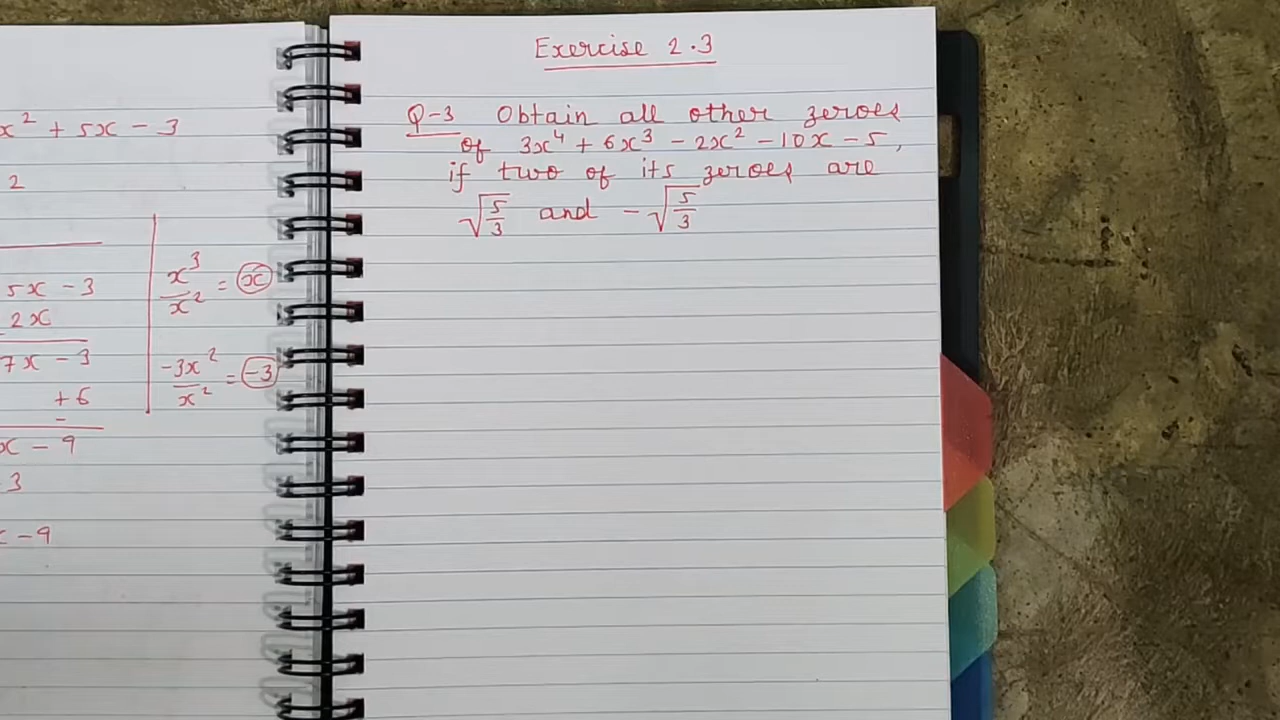 x² + 5x - 3
2
5x - 3
2x
7x - 3
+ 6
-
x - 9
3
x - 9
x³/x² = x
-3x²/x² = -3
Exercise 2.3
Q-3 Obtain all other zeroes
of 3x⁴ + 6x³ - 2x² - 10x - 5,
if two of its zeroes are
√5/3 and -√5/3